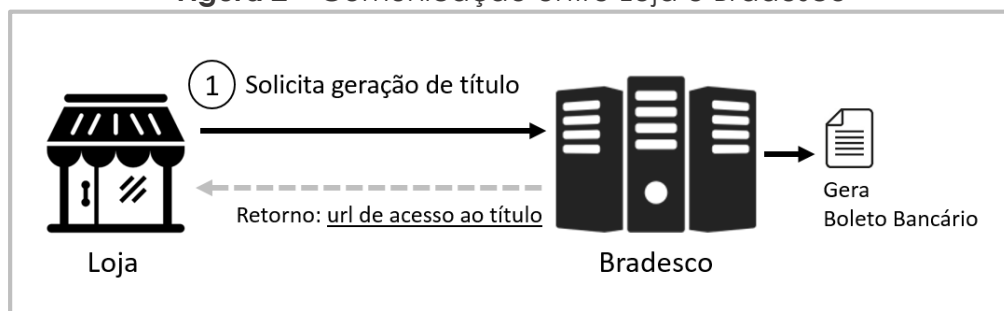 ① Solicita geração de título
Retorno: url de acesso ao título
Gera
Boleto Bancário
Loja
Bradesco